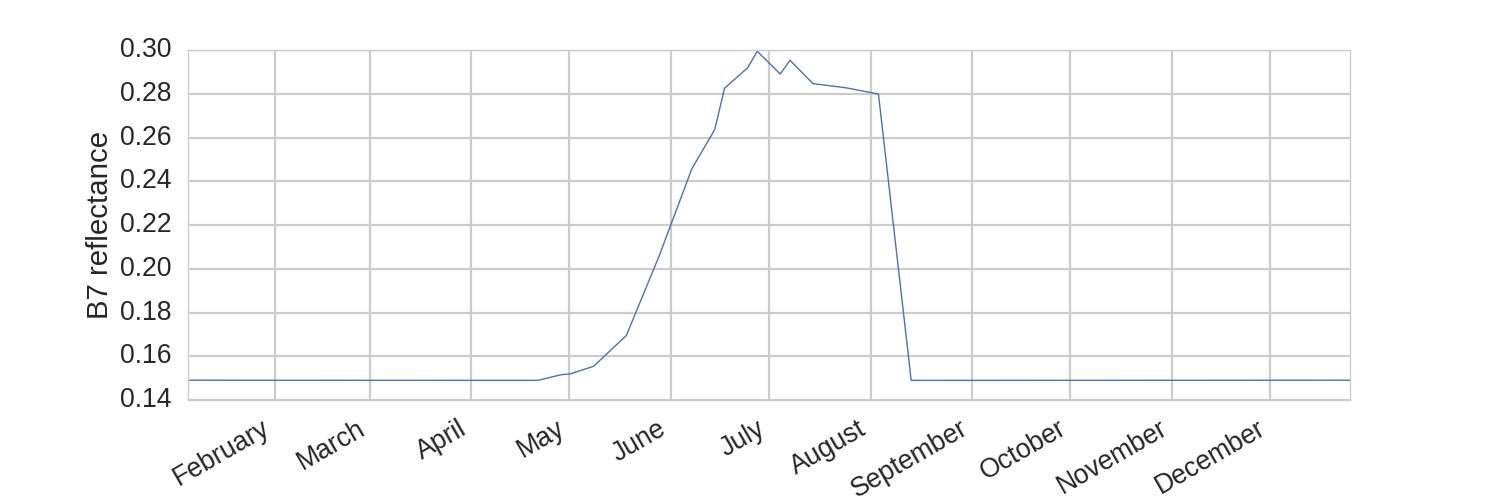 0.30
0.28
0.26
0.24
0.22
0.20
0.18
0.16
0.14
B7 reflectance
February
March
April
May
June
July
August
September
October
November
December